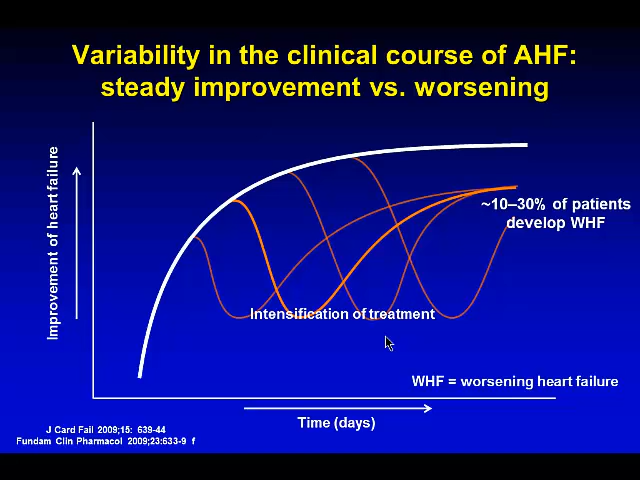 Variability in the clinical course of AHF:
steady improvement vs. worsening
Improvement of heart failure
~10–30% of patients
develop WHF
Intensification of treatment
WHF = worsening heart failure
Time (days)
J Card Fail 2009;15: 639-44
Fundam Clin Pharmacol 2009;23:633-9 f